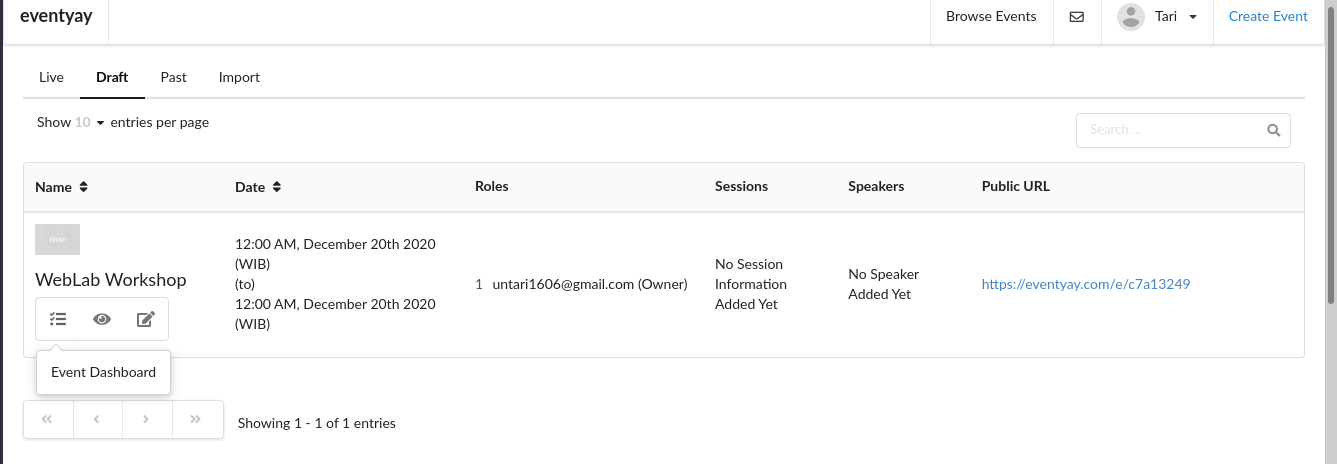 eventyay
Browse Events
Tari
Create Event
Live
Draft
Past
Import
Show 10 entries per page
Search ...
Name
Date
Roles
Sessions
Speakers
Public URL
EVENT
WebLab Workshop
12:00 AM, December 20th 2020
(WIB)
(to)
12:00 AM, December 20th 2020
(WIB)
1 untari1606@gmail.com (Owner)
No Session
Information
Added Yet
No Speaker
Added Yet
https://eventyay.com/e/c7a13249
Event Dashboard
Showing 1 - 1 of 1 entries